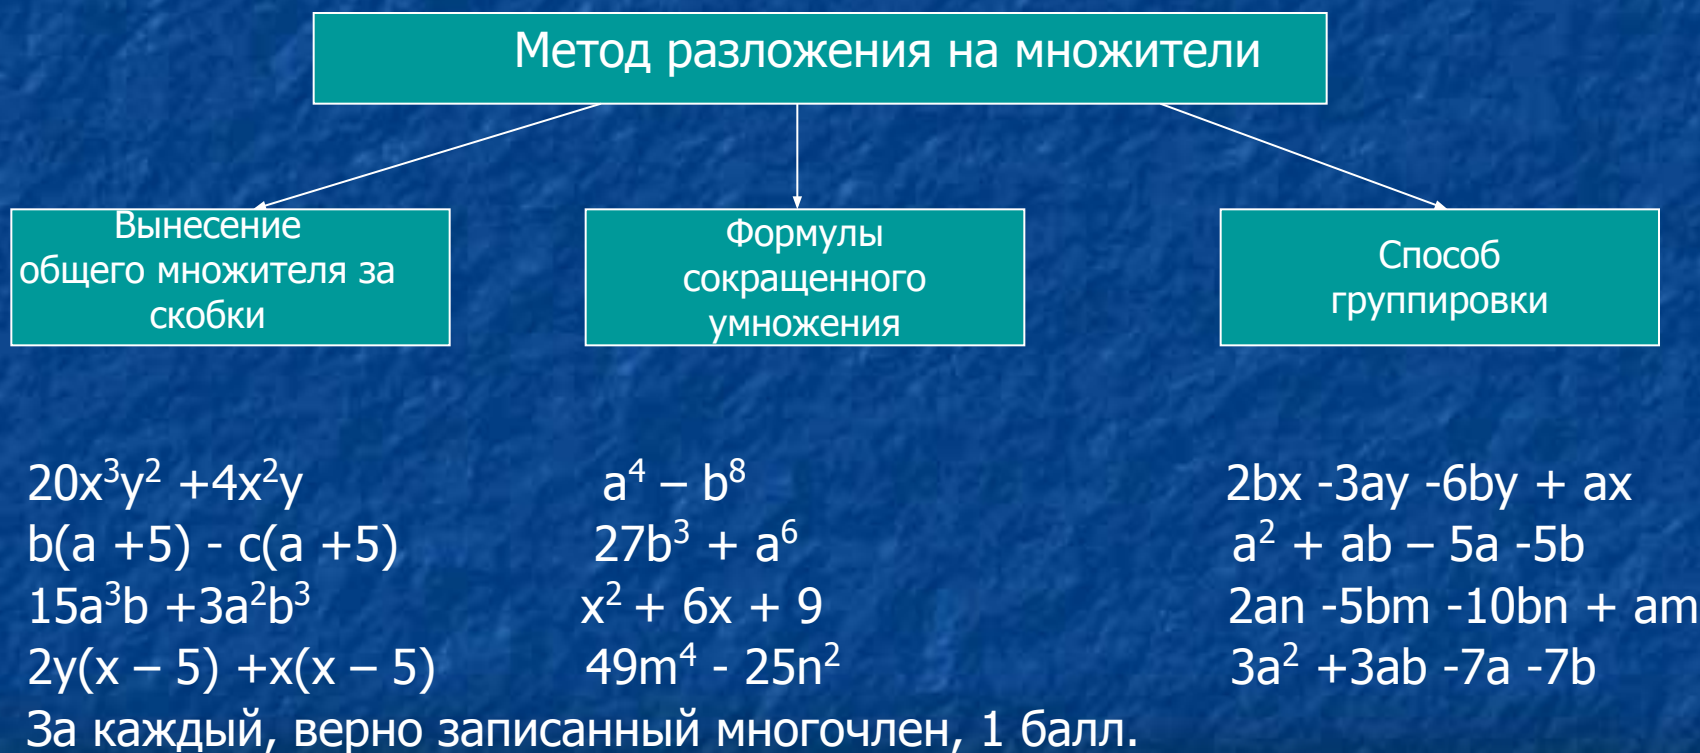 Метод разложения на множители
Вынесение
общего множителя за
скобки
Формулы
сокращенного
умножения
Способ
группировки
20x³y² +4x²y
b(a +5) - c(a +5)
15a³b +3a²b³
2y(x – 5) +x(x – 5)
a⁴ – b⁸
27b³ + a⁶
x² + 6x + 9
49m⁴ - 25n²
2bx -3ay -6by + ax
a² + ab – 5a -5b
2an -5bm -10bn + am
3a² +3ab -7a -7b
За каждый, верно записанный многочлен, 1 балл.